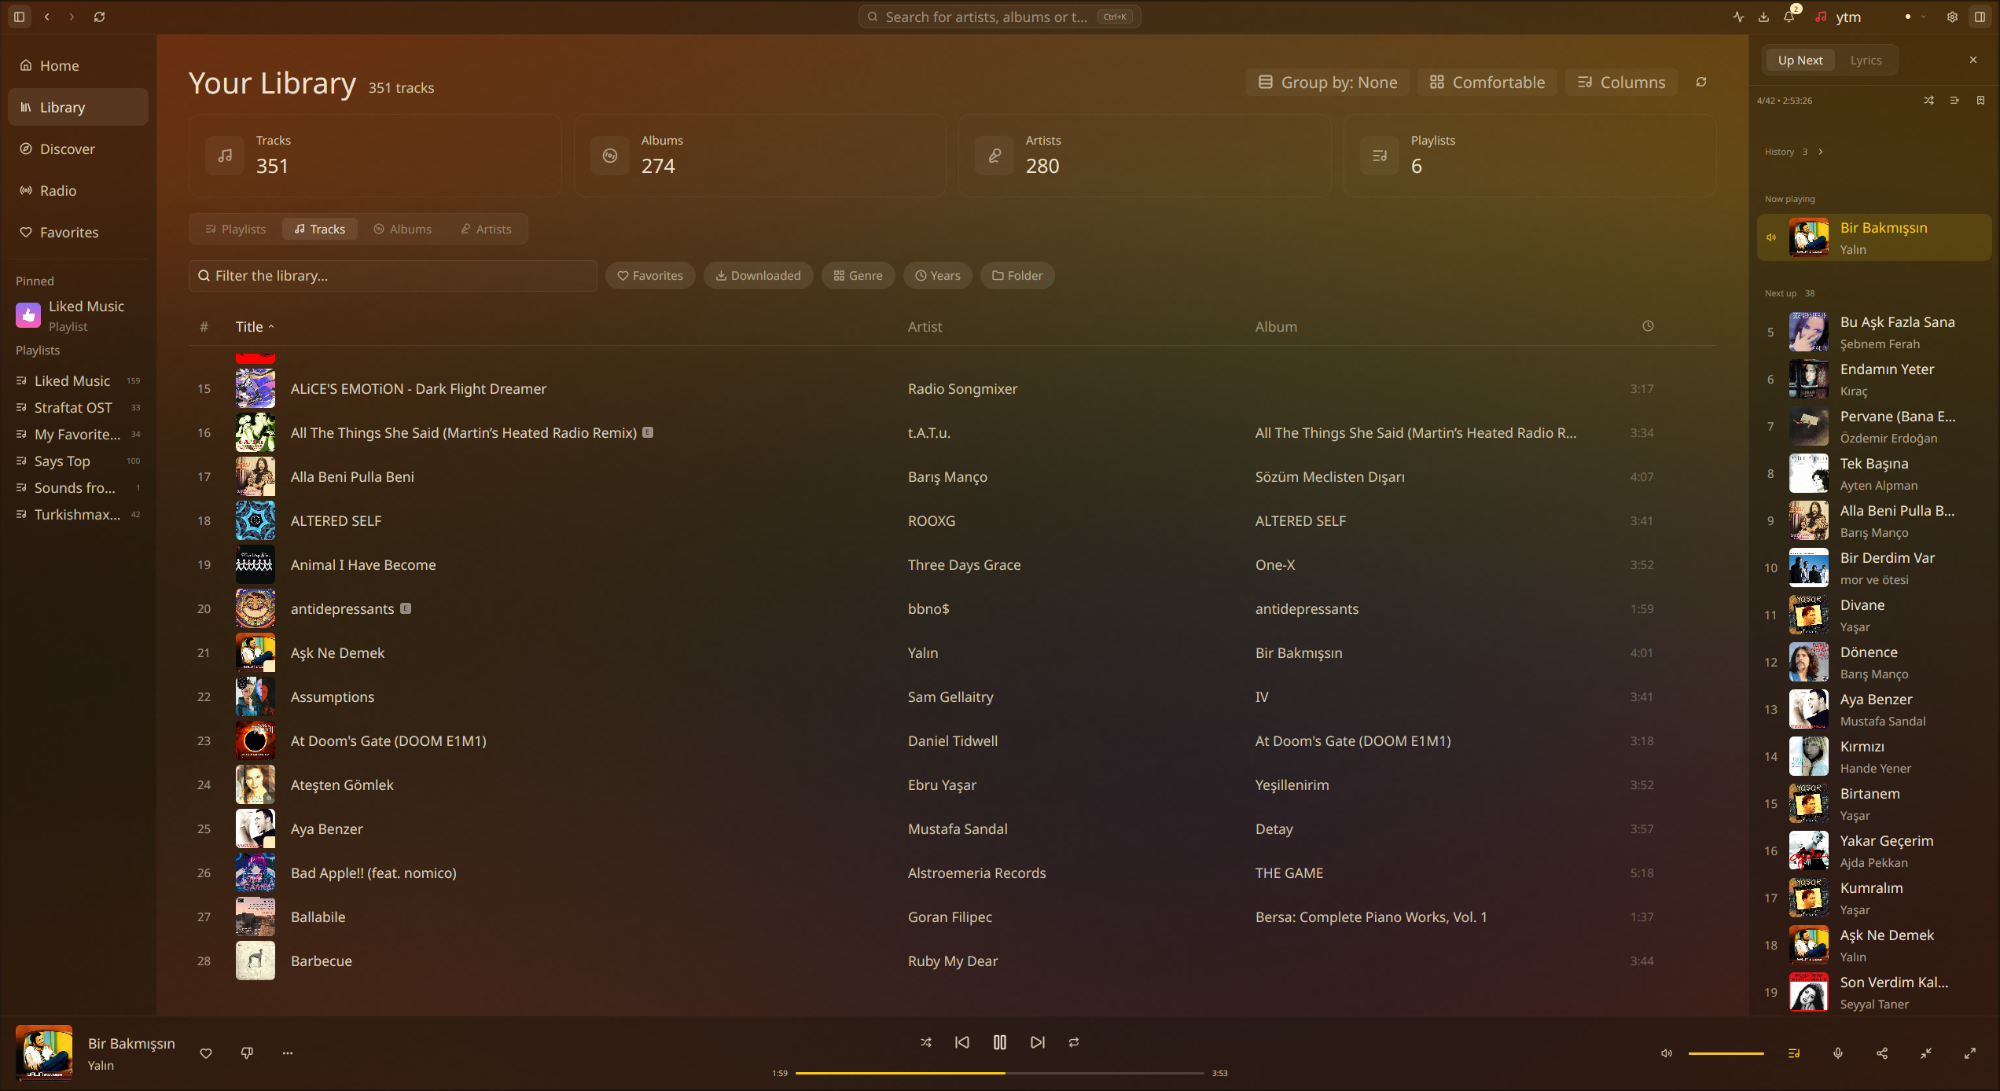 Search for artists, albums or t... Ctrl+K
2
ytm
Home
Library
Discover
Radio
Favorites
Pinned
Liked Music
Playlist
Playlists
Liked Music 159
Straftat OST 33
My Favorite... 34
Says Top 100
Sounds fro... 1
Turkishmax... 42
Your Library 351 tracks
Group by: None Comfortable Columns
Tracks
351
Albums
274
Artists
280
Playlists
6
Playlists Tracks Albums Artists
Filter the library... Favorites Downloaded Genre Years Folder
# Title Artist Album
15 ALiCE'S EMOTiON - Dark Flight Dreamer Radio Songmixer 3:17
16 All The Things She Said (Martin’s Heated Radio Remix) E t.A.T.u. All The Things She Said (Martin’s Heated Radio R... 3:34
17 Alla Beni Pulla Beni Barış Manço Sözüm Meclisten Dışarı 4:07
18 ALTERED SELF ROOXG ALTERED SELF 3:41
19 Animal I Have Become Three Days Grace One-X 3:52
20 antidepressants E bbno$ antidepressants 1:59
21 Aşk Ne Demek Yalın Bir Bakmışsın 4:01
22 Assumptions Sam Gellaitry IV 3:41
23 At Doom's Gate (DOOM E1M1) Daniel Tidwell At Doom's Gate (DOOM E1M1) 3:18
24 Ateşten Gömlek Ebru Yaşar Yeşillenirim 3:52
25 Aya Benzer Mustafa Sandal Detay 3:57
26 Bad Apple!! (feat. nomico) Alstroemeria Records THE GAME 5:18
27 Ballabile Goran Filipec Bersa: Complete Piano Works, Vol. 1 1:37
28 Barbecue Ruby My Dear 3:44
Up Next Lyrics
4/42 • 2:53:26
History 3
Now playing
Bir Bakmışsın
Yalın
Next up 38
5 Bu Aşk Fazla Sana
Şebnem Ferah
6 Endamın Yeter
Kıraç
7 Pervane (Bana E...
Özdemir Erdoğan
8 Tek Başına
Ayten Alpman
9 Alla Beni Pulla B...
Barış Manço
10 Bir Derdim Var
mor ve ötesi
11 Divane
Yaşar
12 Dönence
Barış Manço
13 Aya Benzer
Mustafa Sandal
14 Kırmızı
Hande Yener
15 Birtanem
Yaşar
16 Yakar Geçerim
Ajda Pekkan
17 Kumralım
Yaşar
18 Aşk Ne Demek
Yalın
19 Son Verdim Kal...
Seyyal Taner
Bir Bakmışsın
Yalın
1:59 3:53